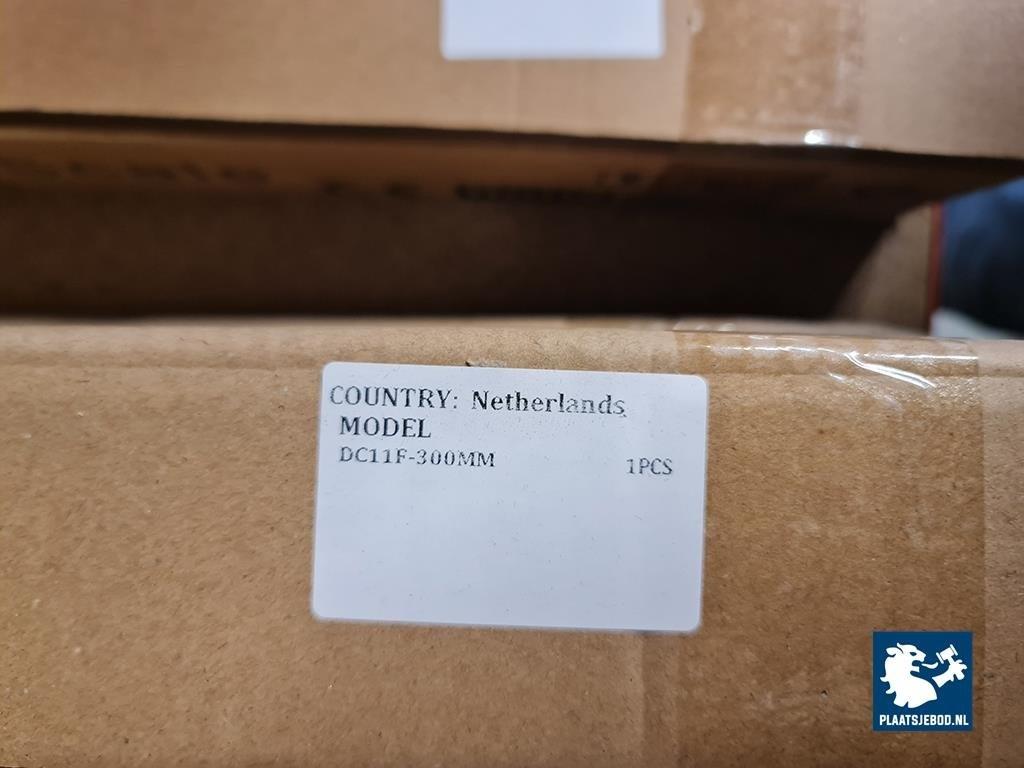 COUNTRY: Netherlands
MODEL
DC11F-300MM 1PCS
PLAATSJEBOD.NL